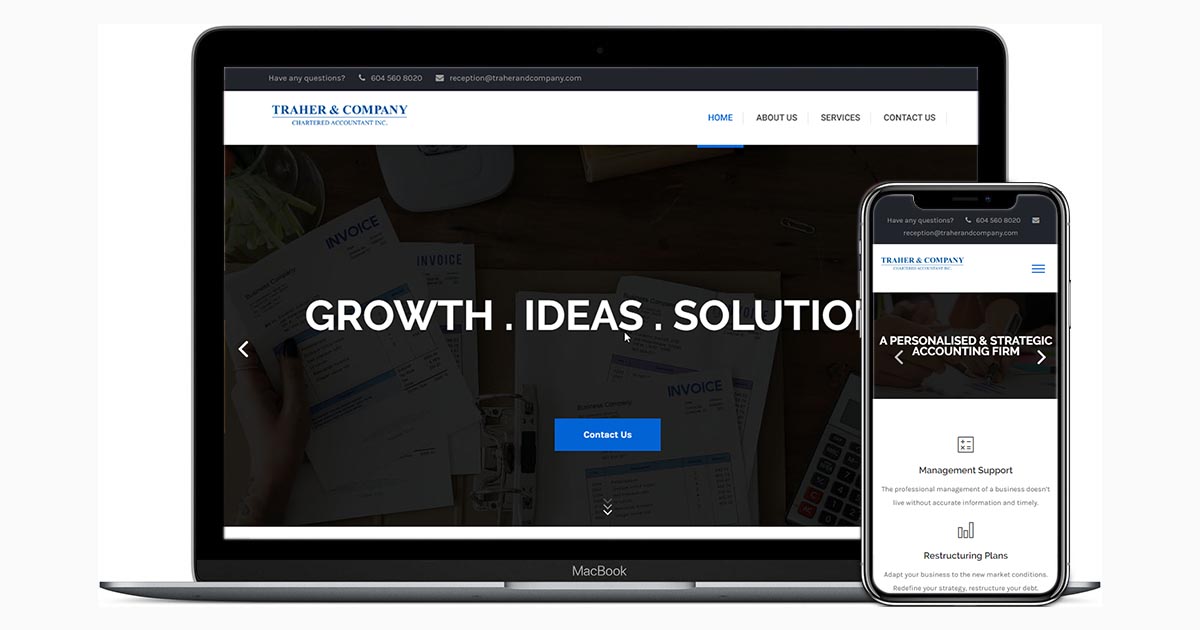 Have any questions? 604 560 8020 reception@traherandcompany.com
TRAHER & COMPANY
CHARTERED ACCOUNTANT INC.
HOME ABOUT US SERVICES CONTACT US
INVOICE
INVOICE
Business Company
GROWTH . IDEAS . SOLUTIO
INVOICE
Business Company
Contact Us
MacBook
Have any questions? 604 560 8020
reception@traherandcompany.com
TRAHER & COMPANY
CHARTERED ACCOUNTANT INC.
A PERSONALISED & STRATEGIC
ACCOUNTING FIRM
Management Support
The professional management of a business doesn't
live without accurate information and timely.
Restructuring Plans
Adapt your business to the new market conditions.
Redefine your strategy, restructure your debt.